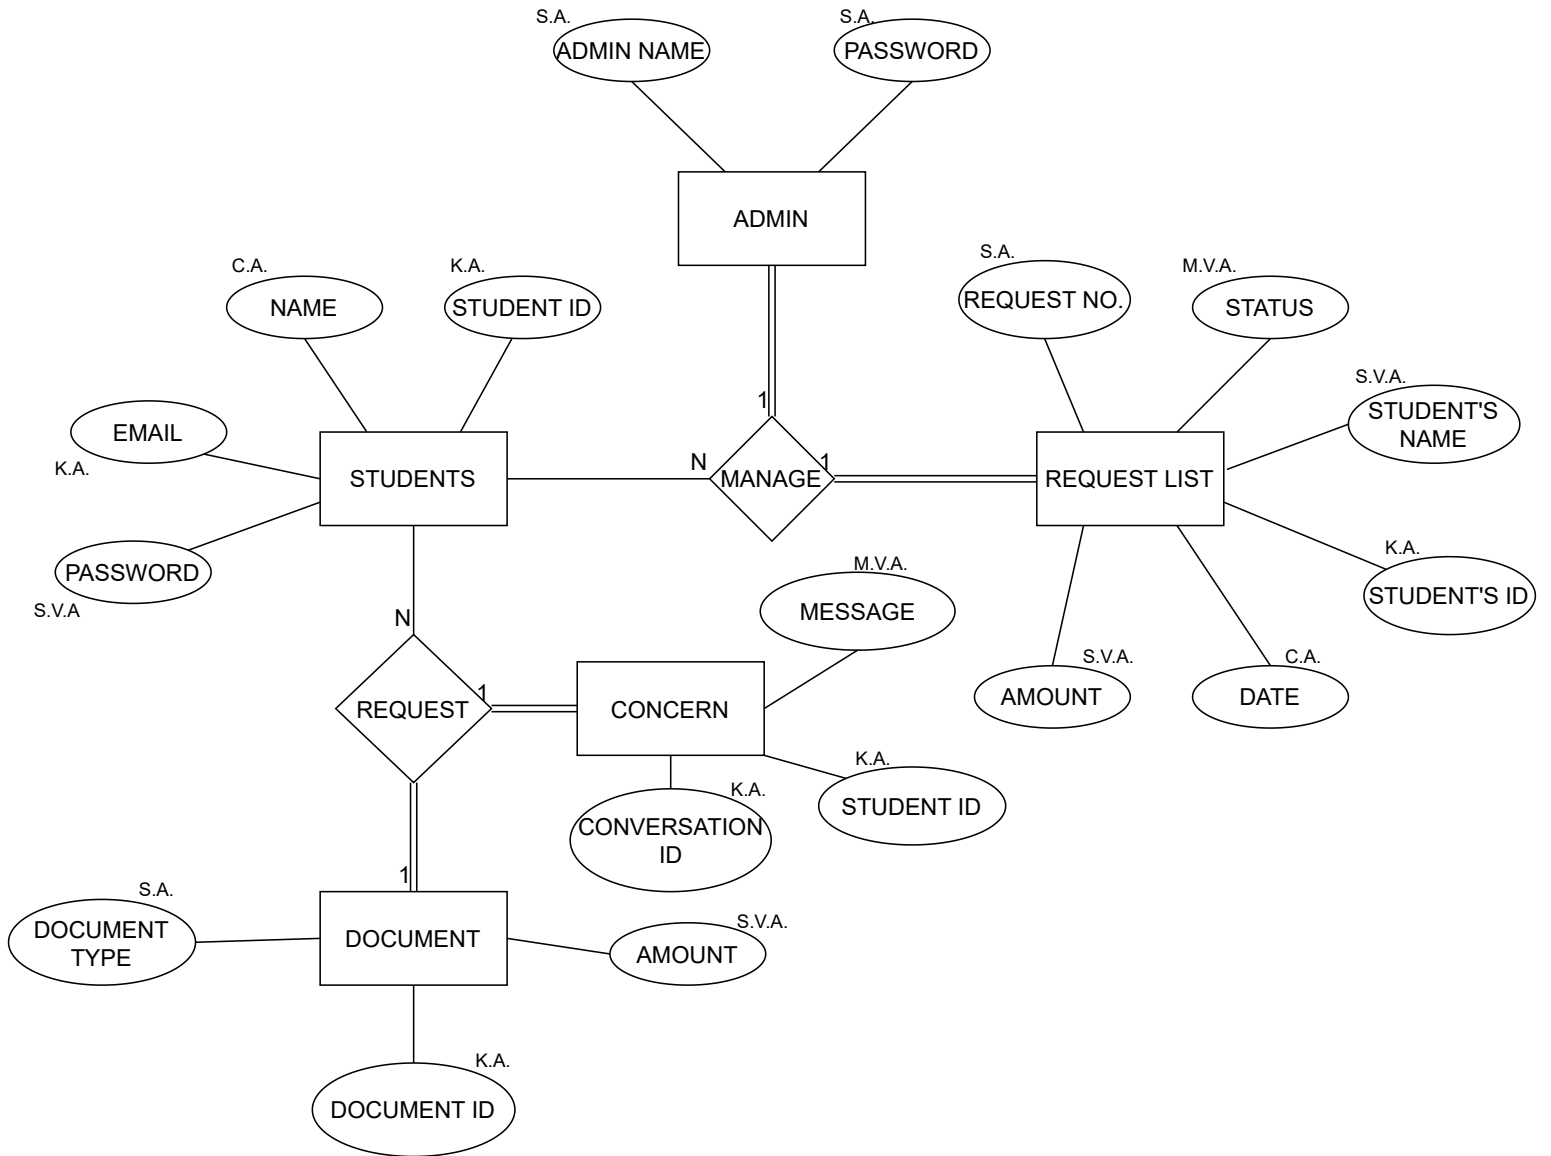 S.A.
ADMIN NAME
S.A.
PASSWORD
ADMIN
C.A.
NAME
K.A.
STUDENT ID
S.A.
REQUEST NO.
M.V.A.
STATUS
EMAIL
K.A.
S.V.A.
STUDENT'S
NAME
1
STUDENTS
N
MANAGE
1
REQUEST LIST
PASSWORD
S.V.A
K.A.
STUDENT'S ID
N
M.V.A.
MESSAGE
REQUEST
1
CONCERN
S.V.A.
AMOUNT
C.A.
DATE
K.A.
CONVERSATION
ID
K.A.
STUDENT ID
1
S.A.
DOCUMENT
TYPE
DOCUMENT
S.V.A.
AMOUNT
K.A.
DOCUMENT ID